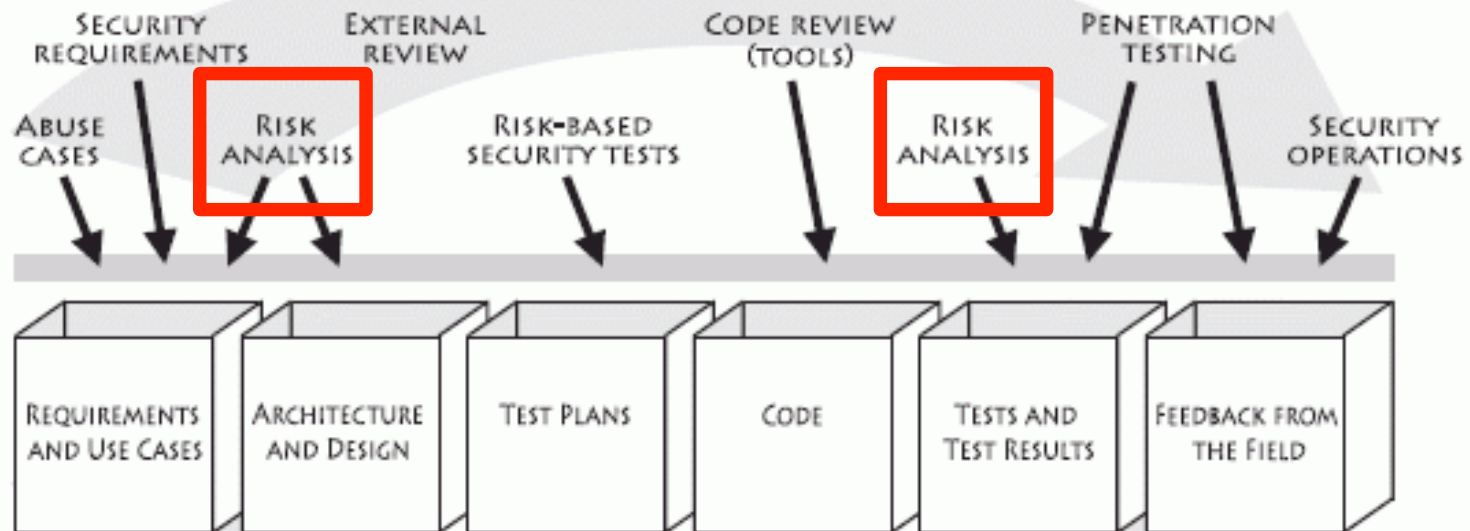 SECURITY
REQUIREMENTS
EXTERNAL
REVIEW
CODE REVIEW
(TOOLS)
PENETRATION
TESTING
ABUSE
CASES
RISK
ANALYSIS
RISK-BASED
SECURITY TESTS
RISK
ANALYSIS
SECURITY
OPERATIONS
REQUIREMENTS
AND USE CASES
ARCHITECTURE
AND DESIGN
TEST PLANS
CODE
TESTS AND
TEST RESULTS
FEEDBACK FROM
THE FIELD